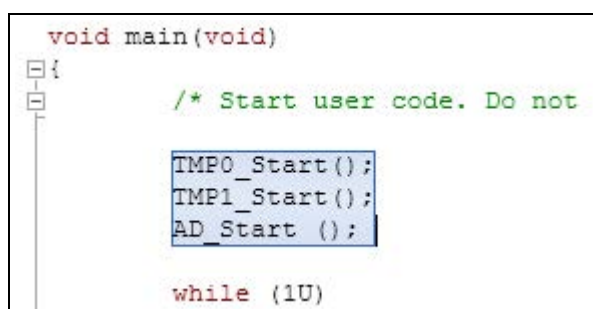 void main(void)
{
/* Start user code. Do not
TMP0_Start();
TMP1_Start();
AD_Start ();
while (1U)